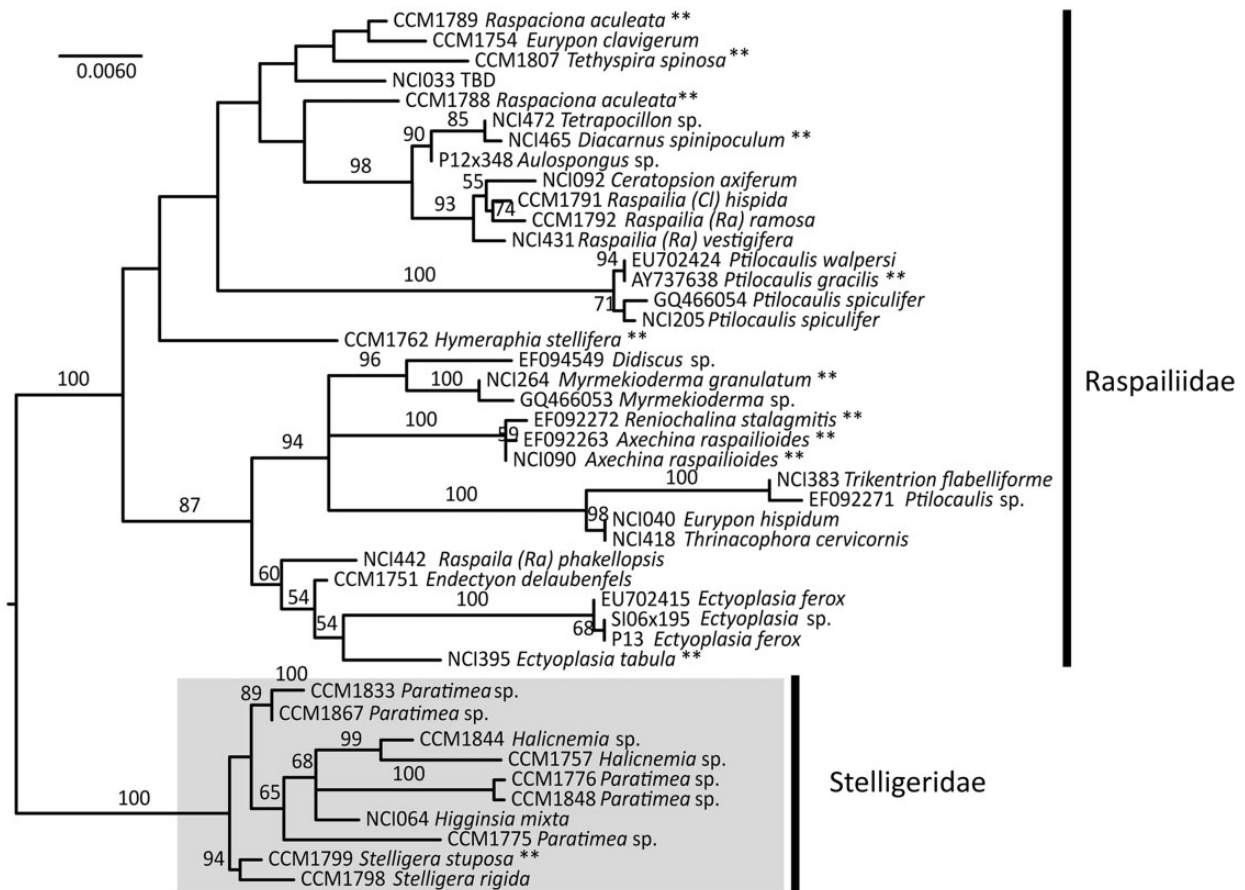 CCM1789 Raspaciona aculeata **
CCM1754 Eurypon clavigerum
0.0060
CCM1807 Tethyspira spinosa **
NCI033 TBD
CCM1788 Raspaciona aculeata **
85
NCI472 Tetrapocillon sp.
90
NCI465 Diacarnus spinipoculum **
98
P12x348 Aulospongus sp.
55
NCI092 Ceratopsion axiferum
CCM1791 Raspailia (Cl) hispida
93
74
CCM1792 Raspailia (Ra) ramosa
NCI431 Raspailia (Ra) vestigifera
94
EU702424 Ptilocaulis walpersi
100
AY737638 Ptilocaulis gracilis **
71
GQ466054 Ptilocaulis spiculifer
NCI205 Ptilocaulis spiculifer
CCM1762 Hymeraphia stellifera **
96
EF094549 Didiscus sp.
100
100
NCI264 Myrmekioderma granulatum **
Raspailiidae
GQ466053 Myrmekioderma sp.
100
EF092272 Reniochalina stalagmitis **
94
59
EF092263 Axechina raspailioides **
NCI090 Axechina raspailioides **
100
NCI383 Trikentrion flabelliforme
100
EF092271 Ptilocaulis sp.
87
98
NCI040 Eurypon hispidum
NCI418 Thrinacophora cervicornis
NCI442 Raspaila (Ra) phakellopsis
60
CCM1751 Endectyon delaubenfels
54
100
EU702415 Ectyoplasia ferox
54
SI06x195 Ectyoplasia sp.
68
P13 Ectyoplasia ferox
NCI395 Ectyoplasia tabula **
100
89
CCM1833 Paratimea sp.
CCM1867 Paratimea sp.
99
CCM1844 Halicnemia sp.
68
CCM1757 Halicnemia sp.
100
CCM1776 Paratimea sp.
Stelligeridae
100
65
CCM1848 Paratimea sp.
NCI064 Higginsia mixta
CCM1775 Paratimea sp.
94
CCM1799 Stelligera stuposa **
CCM1798 Stelligera rigida